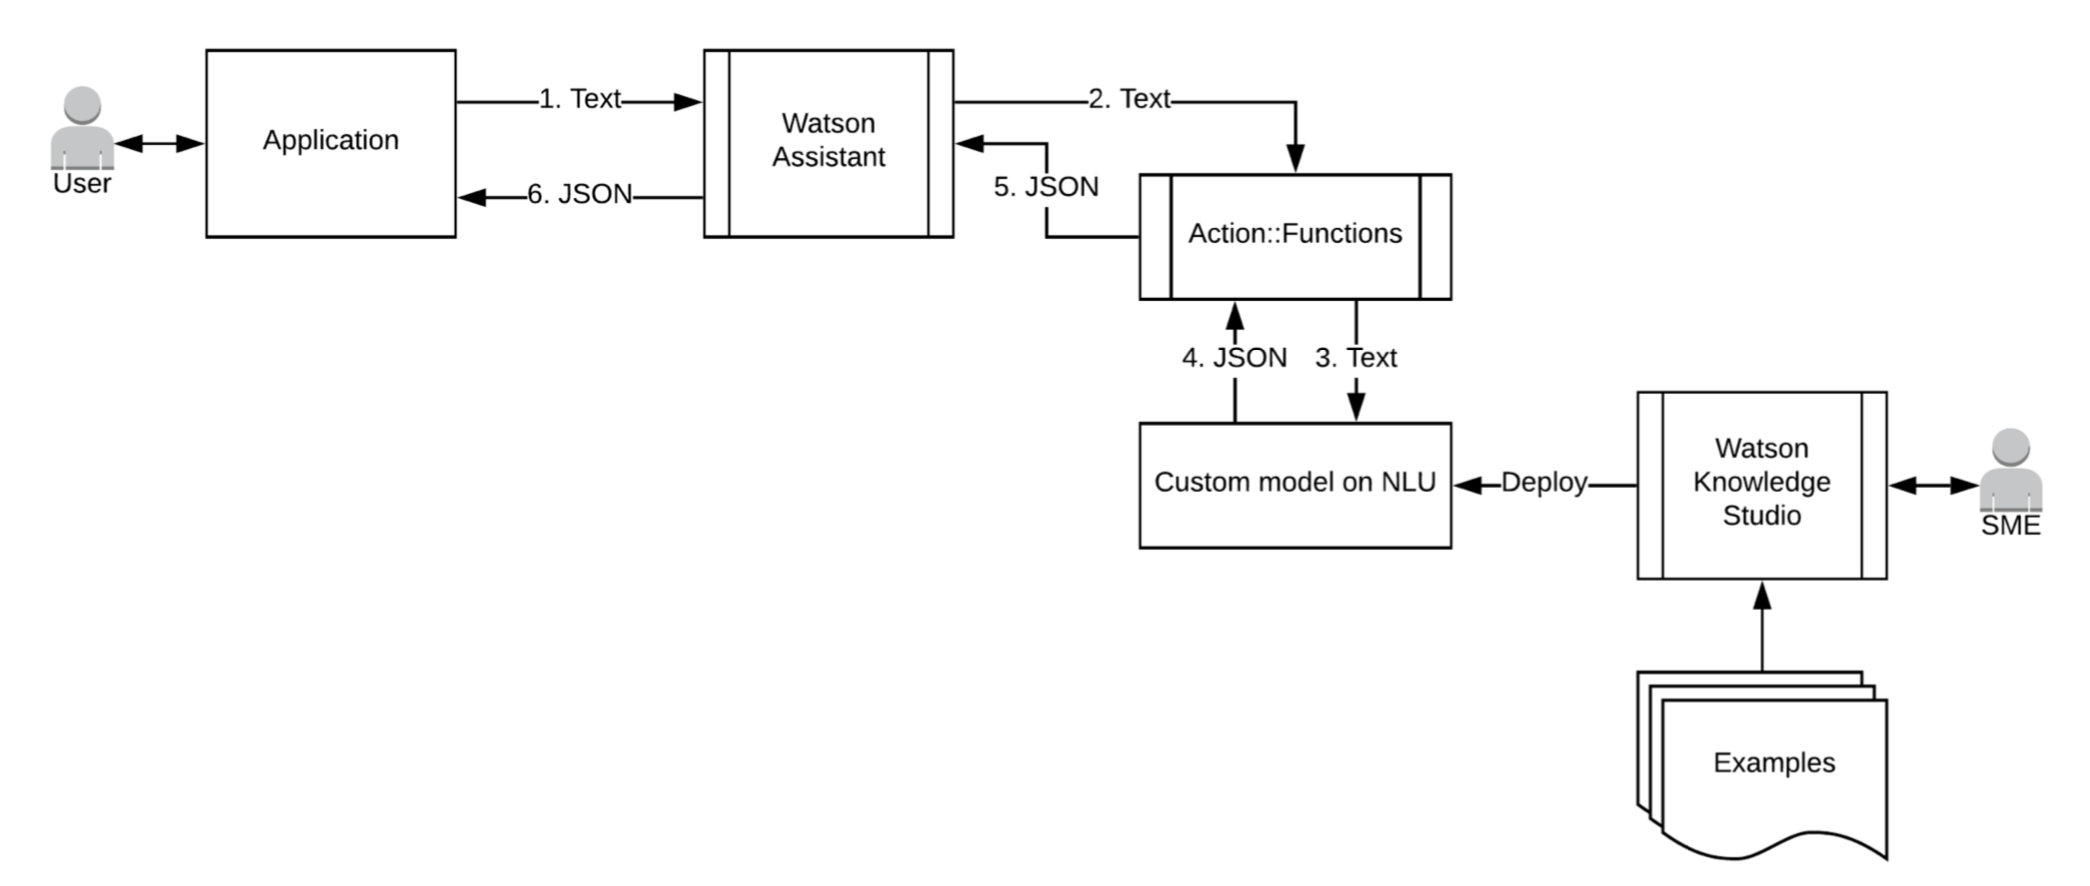 User
Application
1. Text
6. JSON
Watson
Assistant
2. Text
5. JSON
Action::Functions
4. JSON
3. Text
Custom model on NLU
Deploy
Watson
Knowledge
Studio
SME
Examples